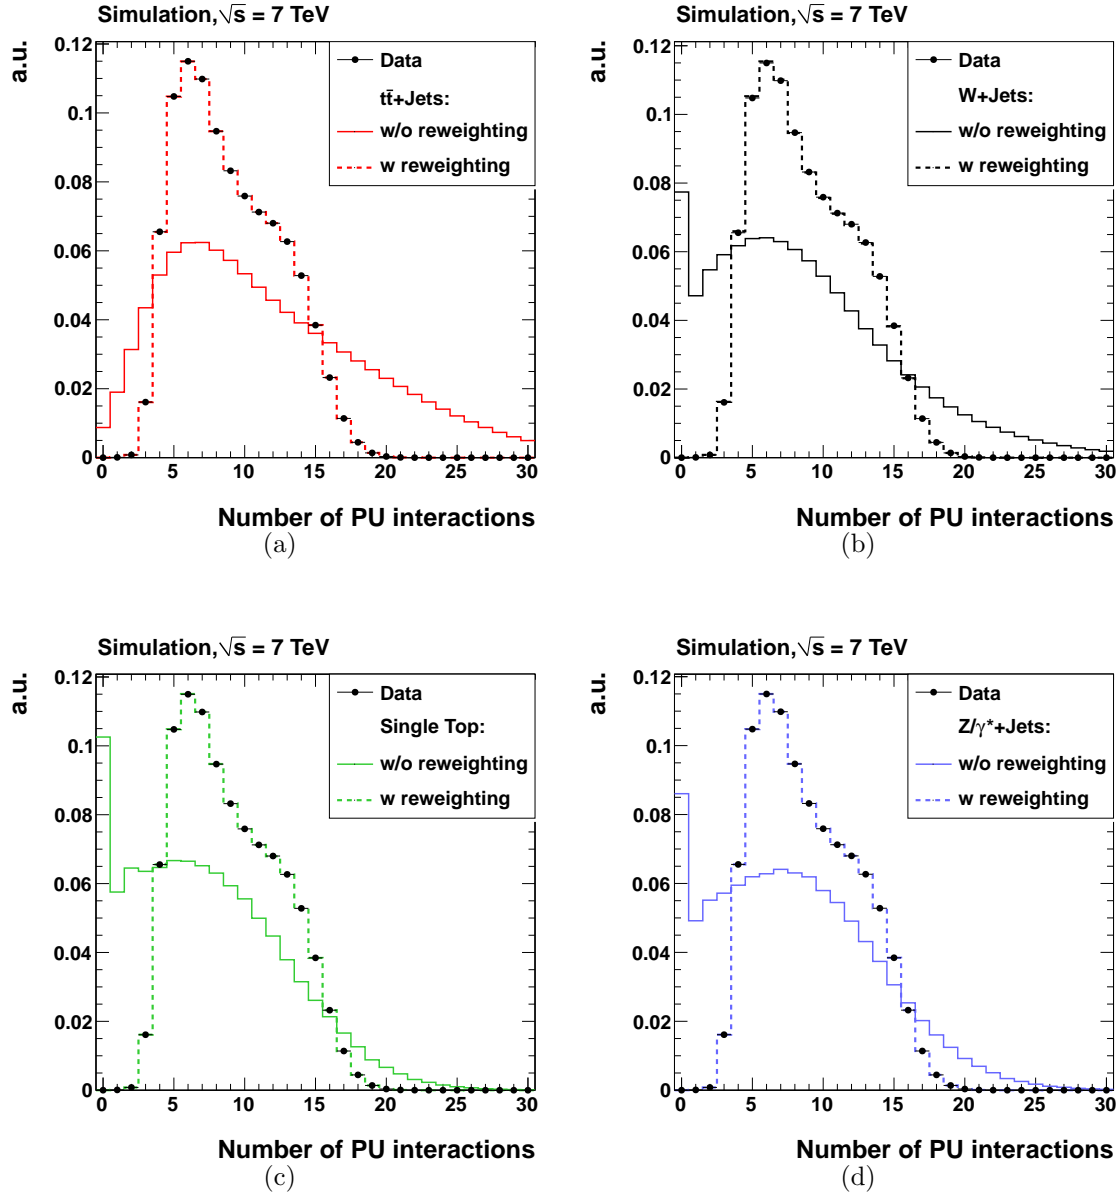 Simulation, √s = 7 TeV
a.u.
0.12
0.1
0.08
0.06
0.04
0.02
0
0 5 10 15 20 25 30
Data
tt̄+Jets:
w/o reweighting
w reweighting
Number of PU interactions
(a)
Simulation, √s = 7 TeV
a.u.
0.12
0.1
0.08
0.06
0.04
0.02
0
0 5 10 15 20 25 30
Data
W+Jets:
w/o reweighting
w reweighting
Number of PU interactions
(b)
Simulation, √s = 7 TeV
a.u.
0.12
0.1
0.08
0.06
0.04
0.02
0
0 5 10 15 20 25 30
Data
Single Top:
w/o reweighting
w reweighting
Number of PU interactions
(c)
Simulation, √s = 7 TeV
a.u.
0.12
0.1
0.08
0.06
0.04
0.02
0
0 5 10 15 20 25 30
Data
Z/γ*+Jets:
w/o reweighting
w reweighting
Number of PU interactions
(d)